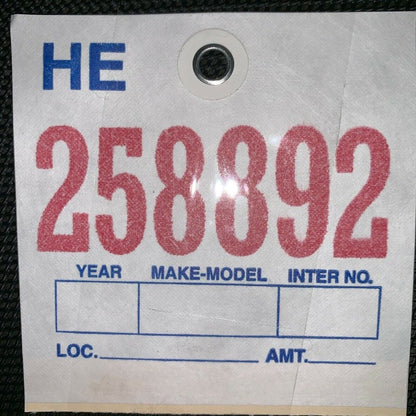 HE
258892
YEAR MAKE-MODEL INTER NO.
LOC. AMT.